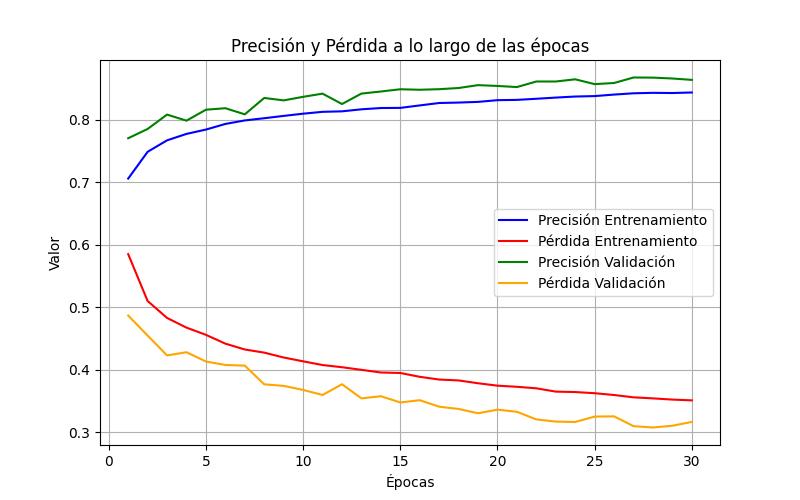 Precisión y Pérdida a lo largo de las épocas
Valor
0.8
0.7
0.6
0.5
0.4
0.3
Precisión Entrenamiento
Pérdida Entrenamiento
Precisión Validación
Pérdida Validación
0 5 10 15 20 25 30
Épocas